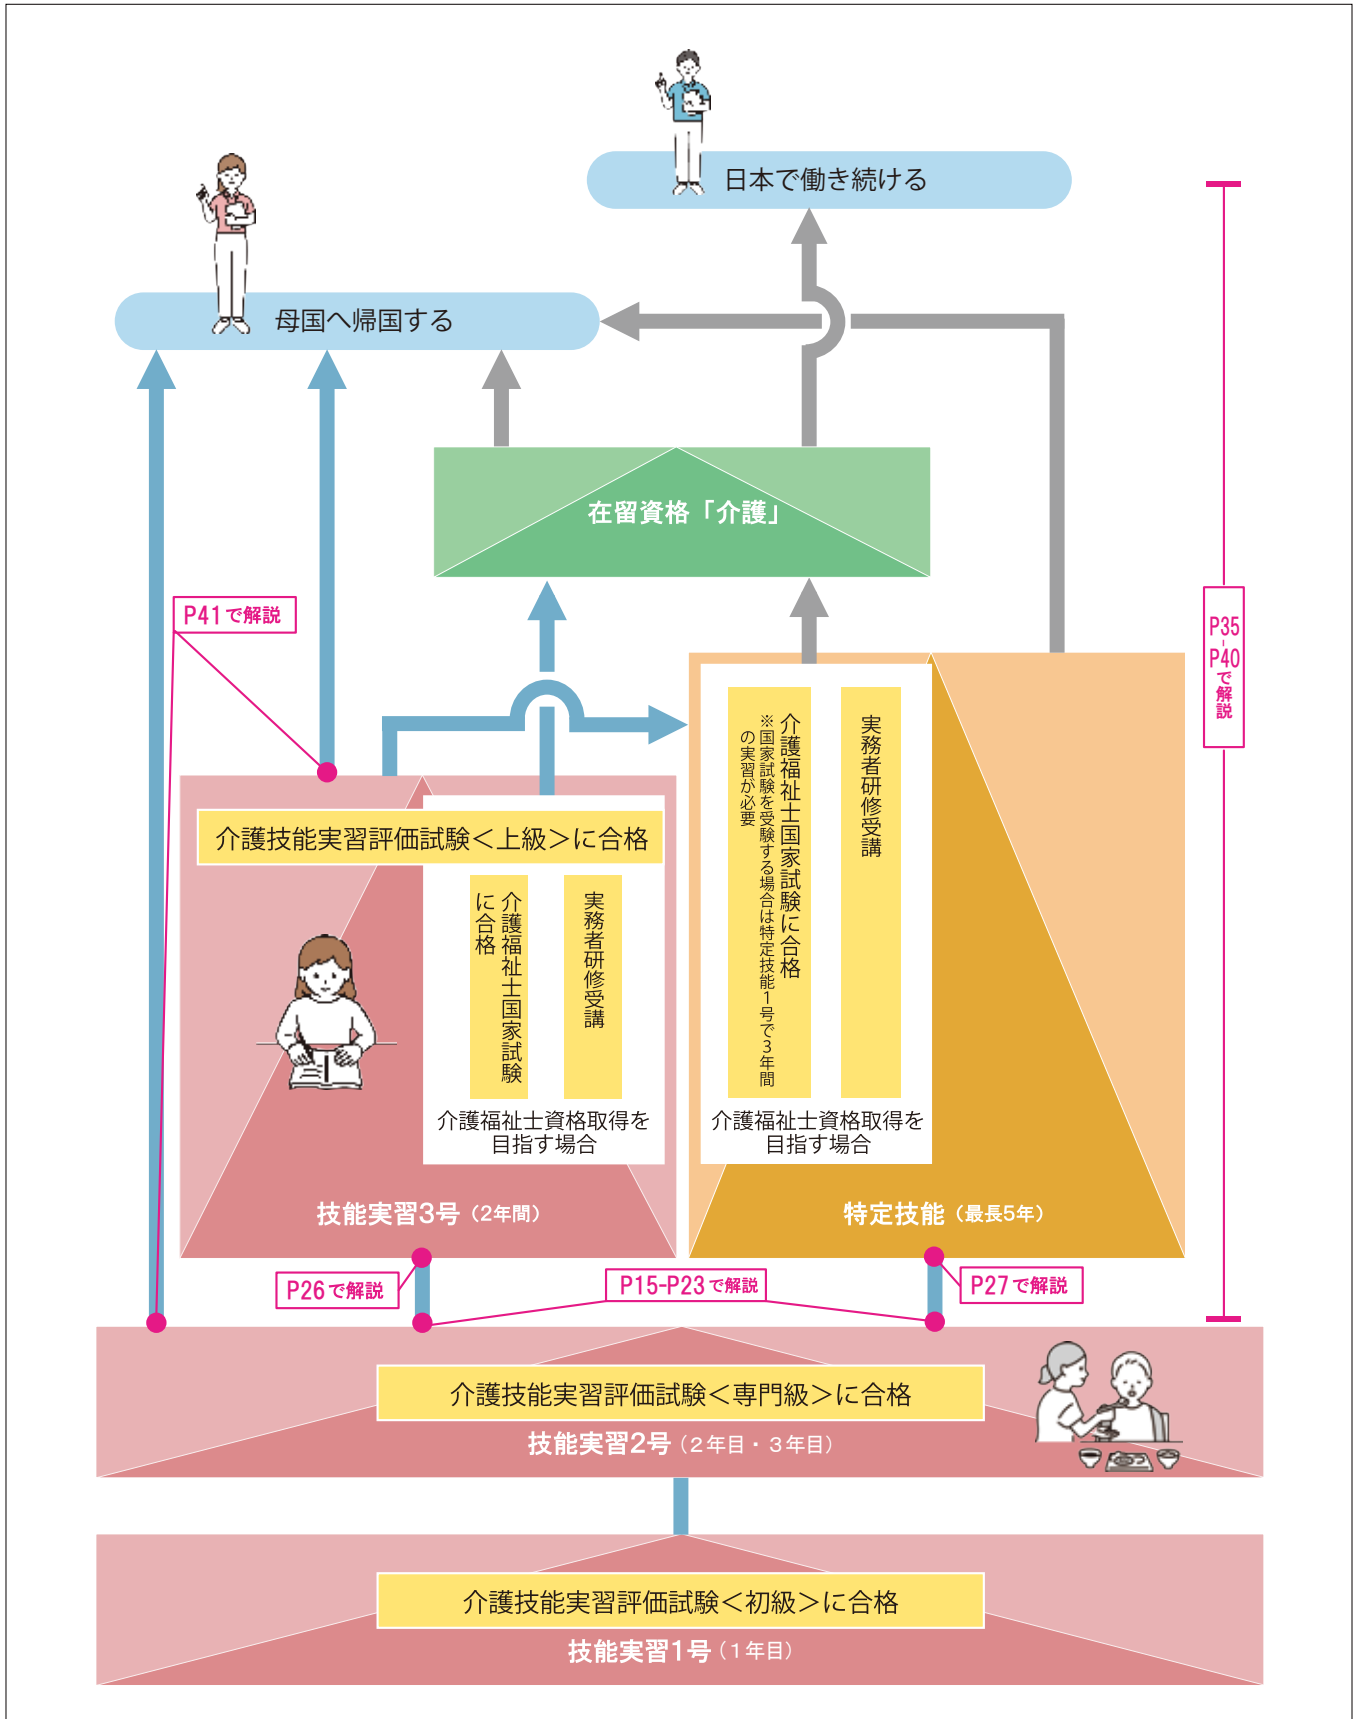 日本で働き続ける
母国へ帰国する
在留資格「介護」
P41で解説
P35
-
P40で解説
介護福祉士国家試験に合格
※国家試験を受験する場合は特定技能1号で3年間
の実習が必要
実務者研修受講
介護技能実習評価試験＜上級＞に合格
介護福祉士国家試験
に合格
実務者研修受講
介護福祉士資格取得を
目指す場合
介護福祉士資格取得を
目指す場合
技能実習3号（2年間）
特定技能（最長5年）
P26で解説
P15-P23で解説
P27で解説
介護技能実習評価試験＜専門級＞に合格
技能実習2号（２年目・３年目）
介護技能実習評価試験＜初級＞に合格
技能実習1号（１年目）